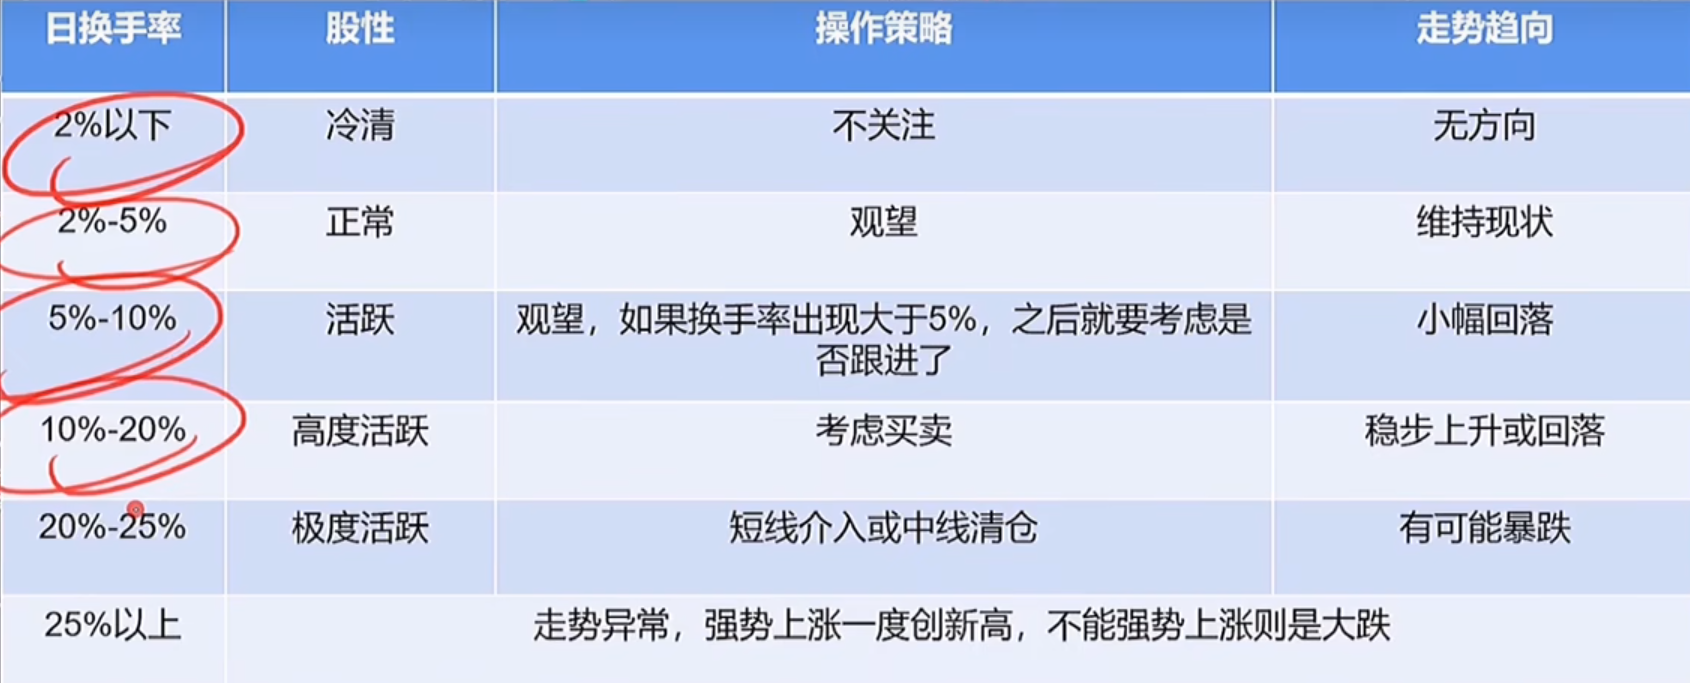 日换手率 股性 操作策略 走势趋向
2%以下 冷清 不关注 无方向
2%-5% 正常 观望 维持现状
5%-10% 活跃 观望，如果换手率出现大于5%，之后就要考虑是 小幅回落
否跟进了
10%-20% 高度活跃 考虑买卖 稳步上升或回落
20%-25% 极度活跃 短线介入或中线清仓 有可能暴跌
25%以上 走势异常，强势上涨一度创新高，不能强势上涨则是大跌